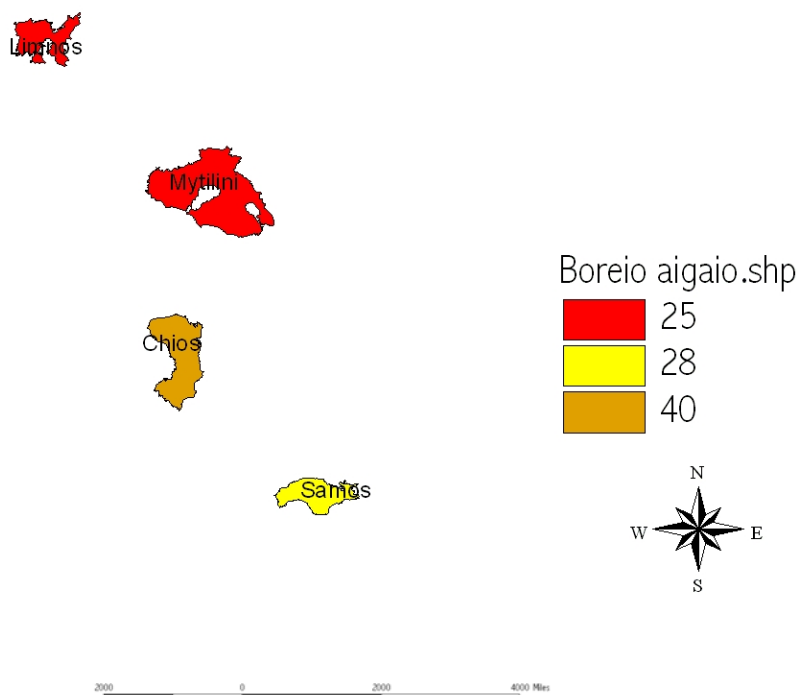 Limnos
Mytilini
Boreio aigaio.shp
25
Chios
28
40
N
Samos
W E
S
2000 0 2000 4000 Miles